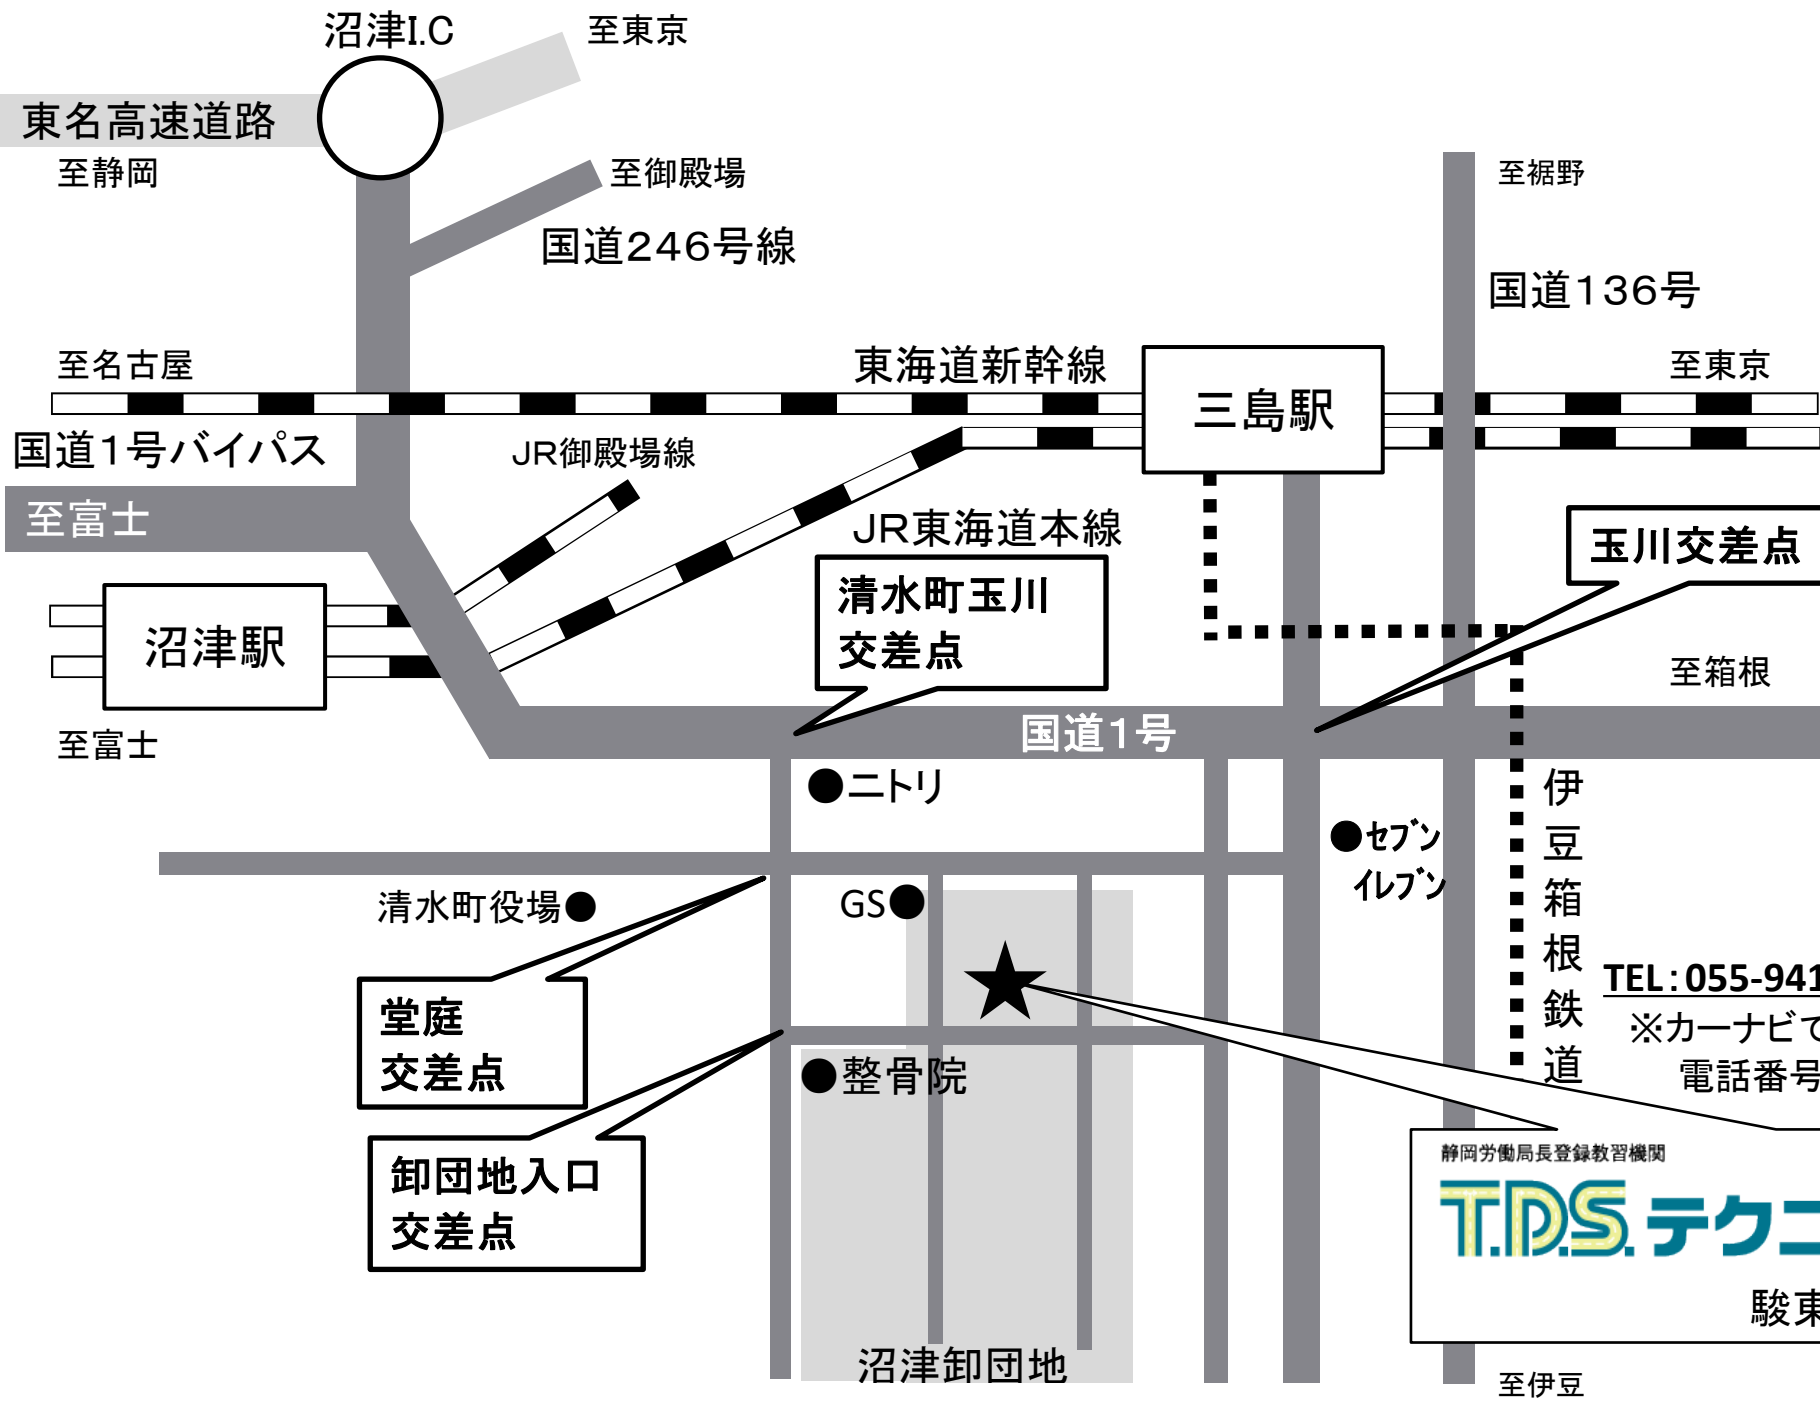 沼津I.C
至東京
東名高速道路
至静岡
至御殿場
国道246号線
至裾野
国道136号
至名古屋
東海道新幹線
三島駅
至東京
国道1号バイパス
JR御殿場線
至富士
JR東海道本線
玉川交差点
清水町玉川
交差点
沼津駅
至箱根
至富士
国道1号
●ニトリ
伊豆箱根鉄道
●セブン
イレブン
清水町役場●
GS●
堂庭
交差点
TEL:055-941
※カーナビで
電話番号
●整骨院
卸団地入口
交差点
静岡労働局長登録教習機関
T.D.S.テクニ
駿東
沼津卸団地
至伊豆